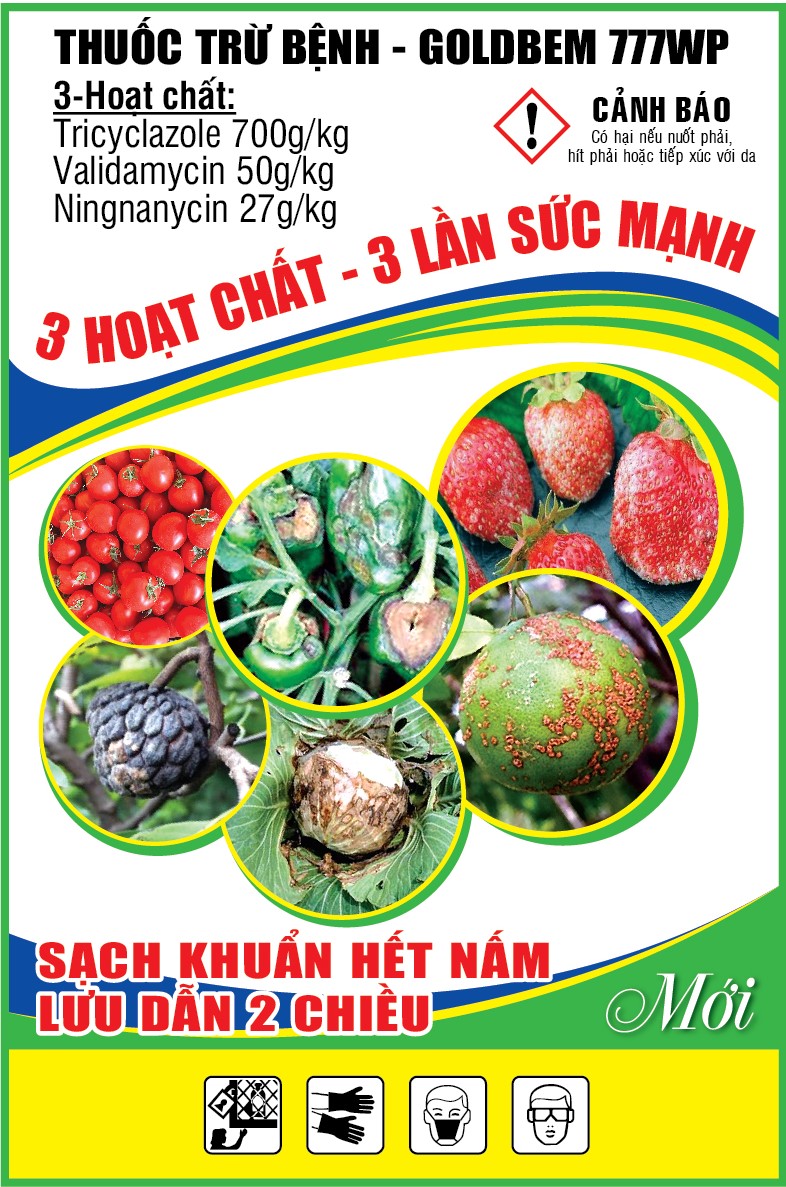 THUỐC TRỪ BỆNH - GOLDBEM 777WP
3-Hoạt chất:
Tricyclazole 700g/kg
Validamycin 50g/kg
Ningnanycin 27g/kg
CẢNH BÁO
Có hại nếu nuốt phải,
hít phải hoặc tiếp xúc với da
3 HOẠT CHẤT - 3 LẦN SỨC MẠNH
SẠCH KHUẨN HẾT NẤM
LƯU DẪN 2 CHIỀU
Mới